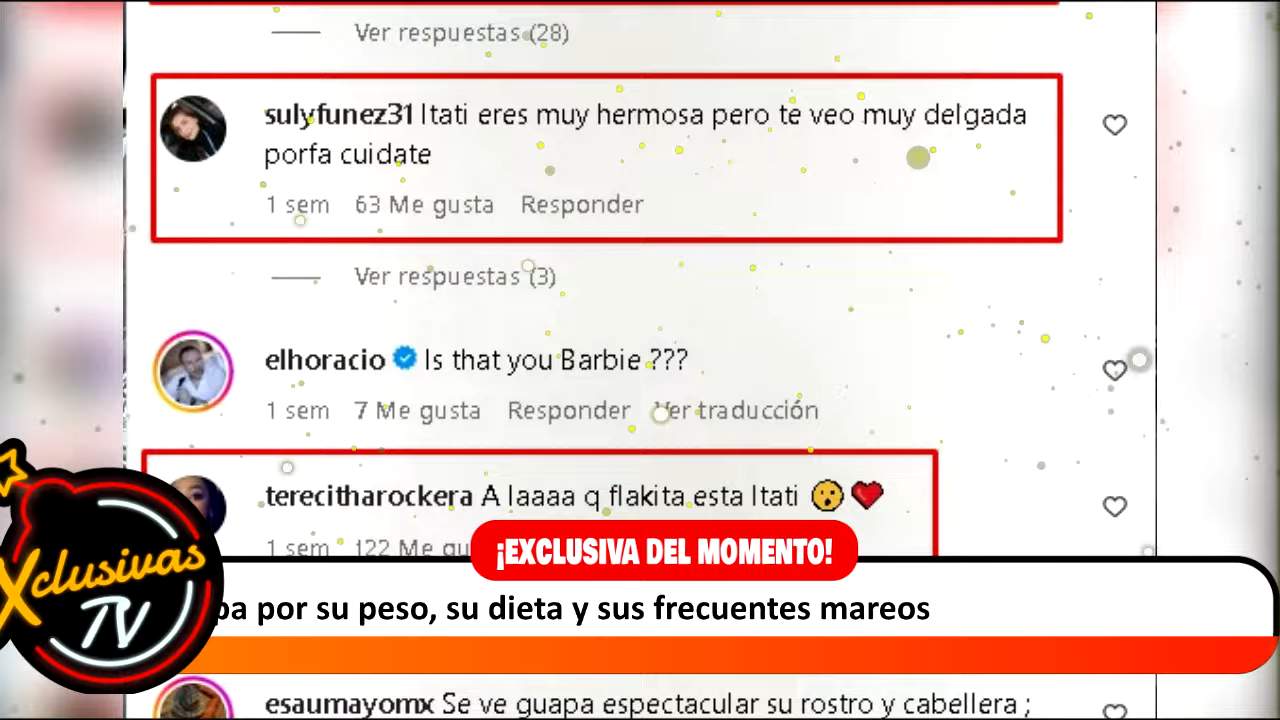 Ver respuestas (28)
sulyfunez31 Itati eres muy hermosa pero te veo muy delgada
porfa cuidate
1 sem 63 Me gusta Responder
Ver respuestas (3)
elhoracio Is that you Barbie ???
1 sem 7 Me gusta Responder Ver traducción
terecitharockera A laaaa q flakita esta Itati 😮❤️
1 sem 122 Me gu
¡EXCLUSIVA DEL MOMENTO!
pa por su peso, su dieta y sus frecuentes mareos
Xclusivas
TV
esaumayomx Se ve guapa espectacular su rostro y cabellera ;